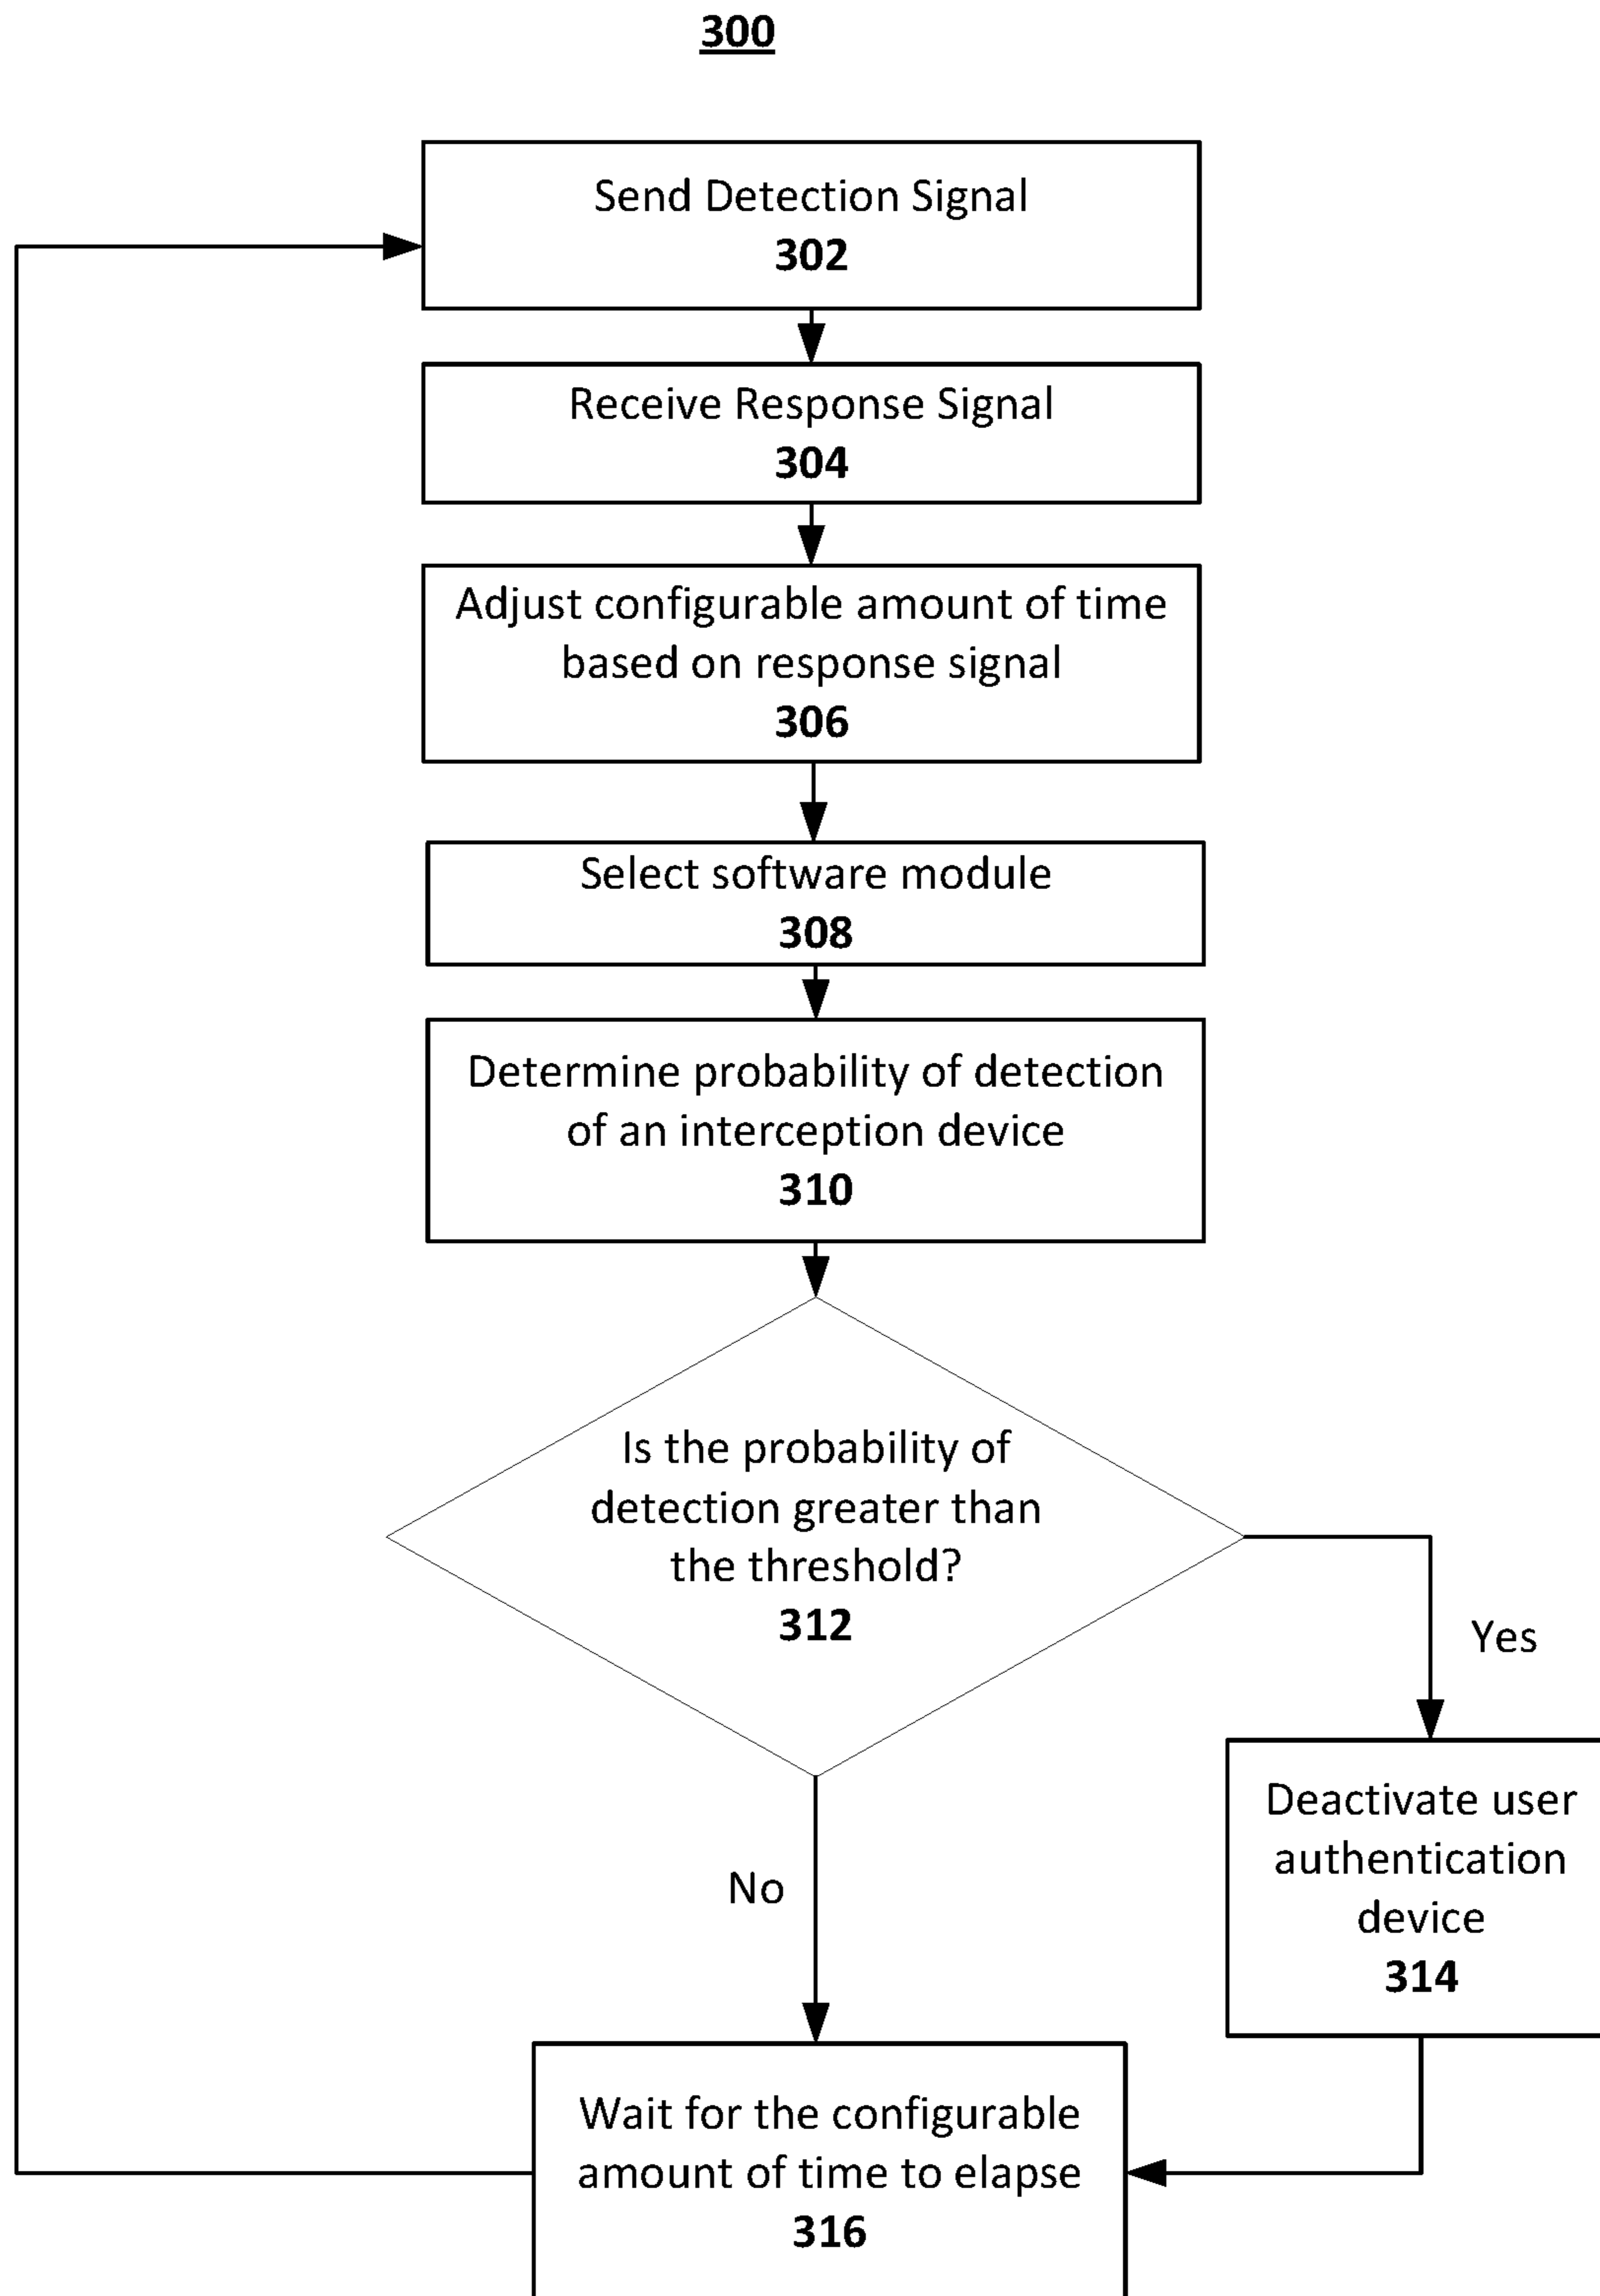 300
Send Detection Signal
302
Receive Response Signal
304
Adjust configurable amount of time
based on response signal
306
Select software module
308
Determine probability of detection
of an interception device
310
Is the probability of
detection greater than
the threshold?
312
Yes
Deactivate user
authentication
device
314
No
Wait for the configurable
amount of time to elapse
316